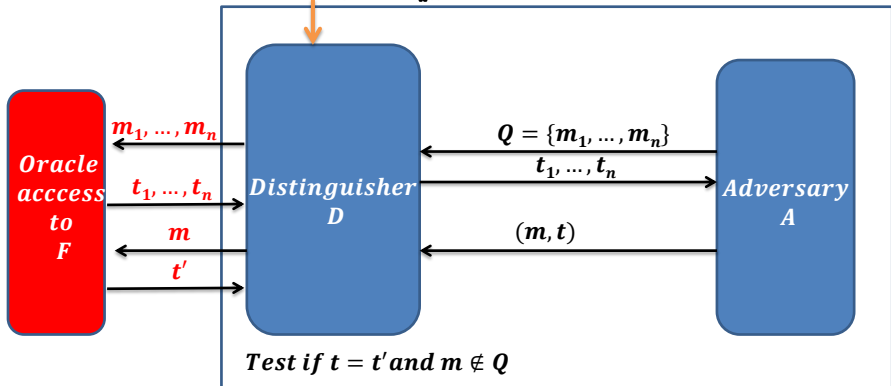 m₁, … , mₙ
Oracle
acccess
to
F
t₁, … , tₙ
m
t′
Distinguisher
D
Q = {m₁, … , mₙ}
t₁, … , tₙ
(m, t)
Adversary
A
Test if t = t′and m ∉ Q